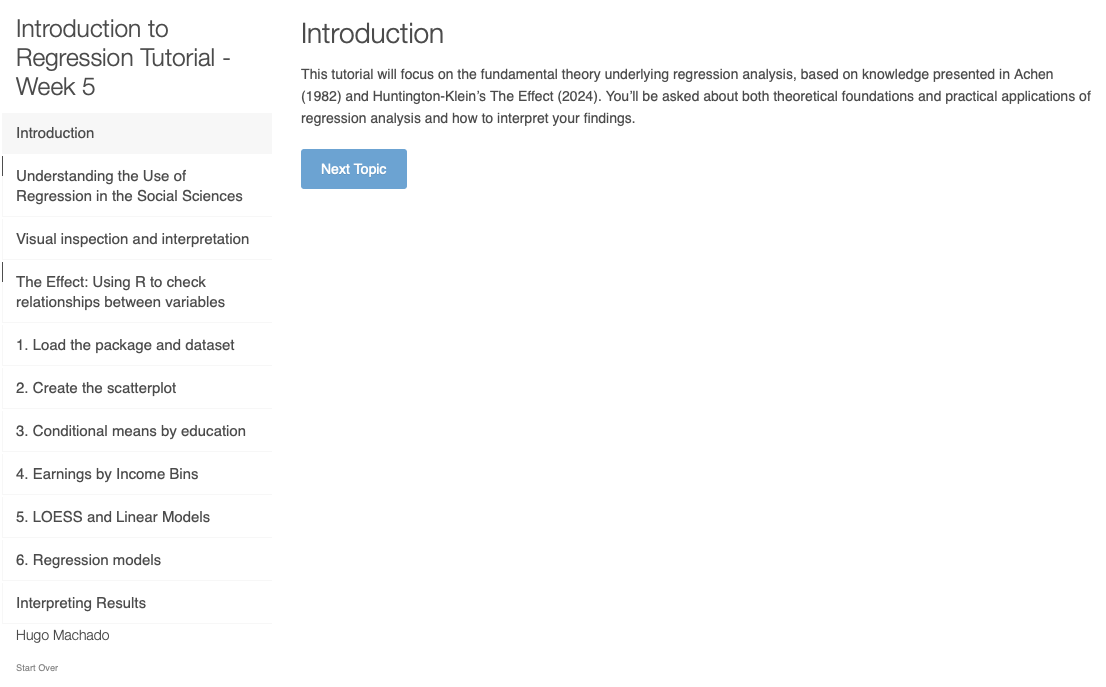 Introduction to
Regression Tutorial -
Week 5
Introduction
Understanding the Use of
Regression in the Social Sciences
Visual inspection and interpretation
The Effect: Using R to check
relationships between variables
1. Load the package and dataset
2. Create the scatterplot
3. Conditional means by education
4. Earnings by Income Bins
5. LOESS and Linear Models
6. Regression models
Interpreting Results
Hugo Machado
Start Over
Introduction
This tutorial will focus on the fundamental theory underlying regression analysis, based on knowledge presented in Achen
(1982) and Huntington-Klein’s The Effect (2024). You’ll be asked about both theoretical foundations and practical applications of
regression analysis and how to interpret your findings.
Next Topic